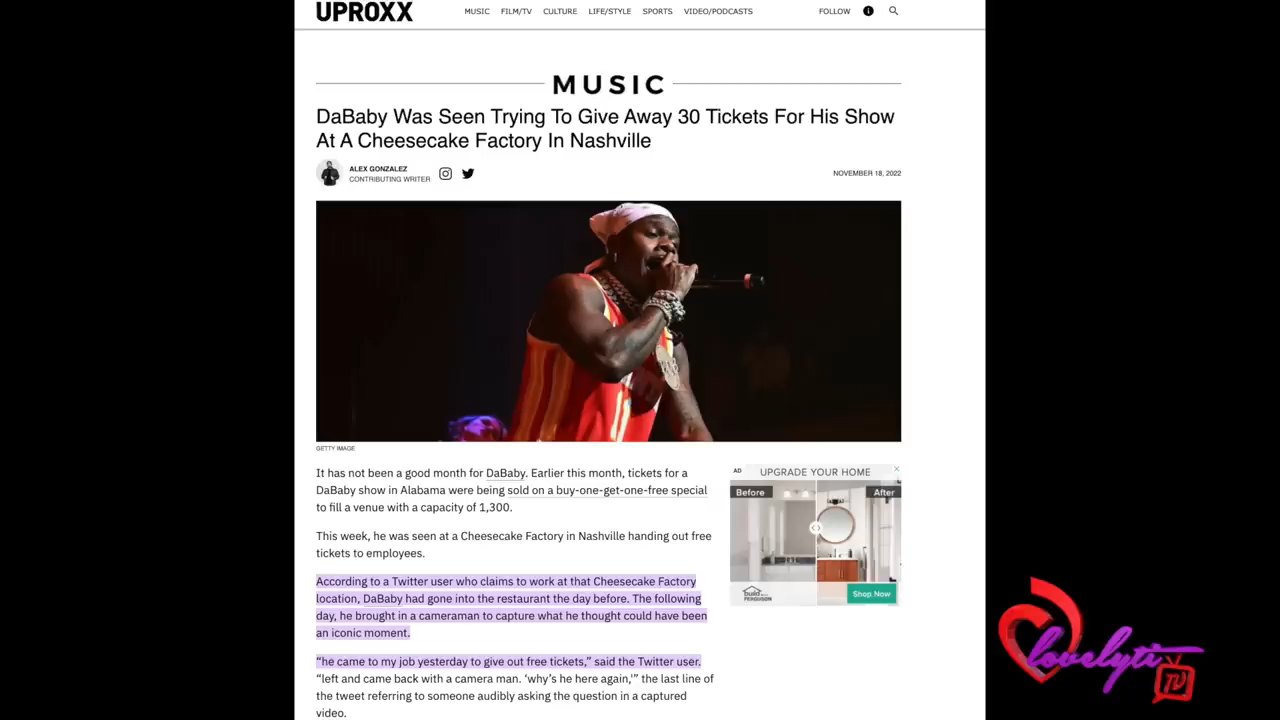 UPROXX
MUSIC FILM/TV CULTURE LIFE/STYLE SPORTS VIDEO/PODCASTS FOLLOW
MUSIC
DaBaby Was Seen Trying To Give Away 30 Tickets For His Show
At A Cheesecake Factory In Nashville
ALEX GONZALEZ
CONTRIBUTING WRITER
NOVEMBER 18, 2022
GETTY IMAGE
It has not been a good month for DaBaby. Earlier this month, tickets for a
DaBaby show in Alabama were being sold on a buy-one-get-one-free special
to fill a venue with a capacity of 1,300.
This week, he was seen at a Cheesecake Factory in Nashville handing out free
tickets to employees.
According to a Twitter user who claims to work at that Cheesecake Factory
location, DaBaby had gone into the restaurant the day before. The following
day, he brought in a cameraman to capture what he thought could have been
an iconic moment.
“he came to my job yesterday to give out free tickets,” said the Twitter user.
“left and came back with a camera man. ‘why’s he here again,’” the last line of
the tweet referring to someone audibly asking the question in a captured
video.
AD UPGRADE YOUR HOME
Before After
build with FERGUSON
Shop Now
lovelyti
TV